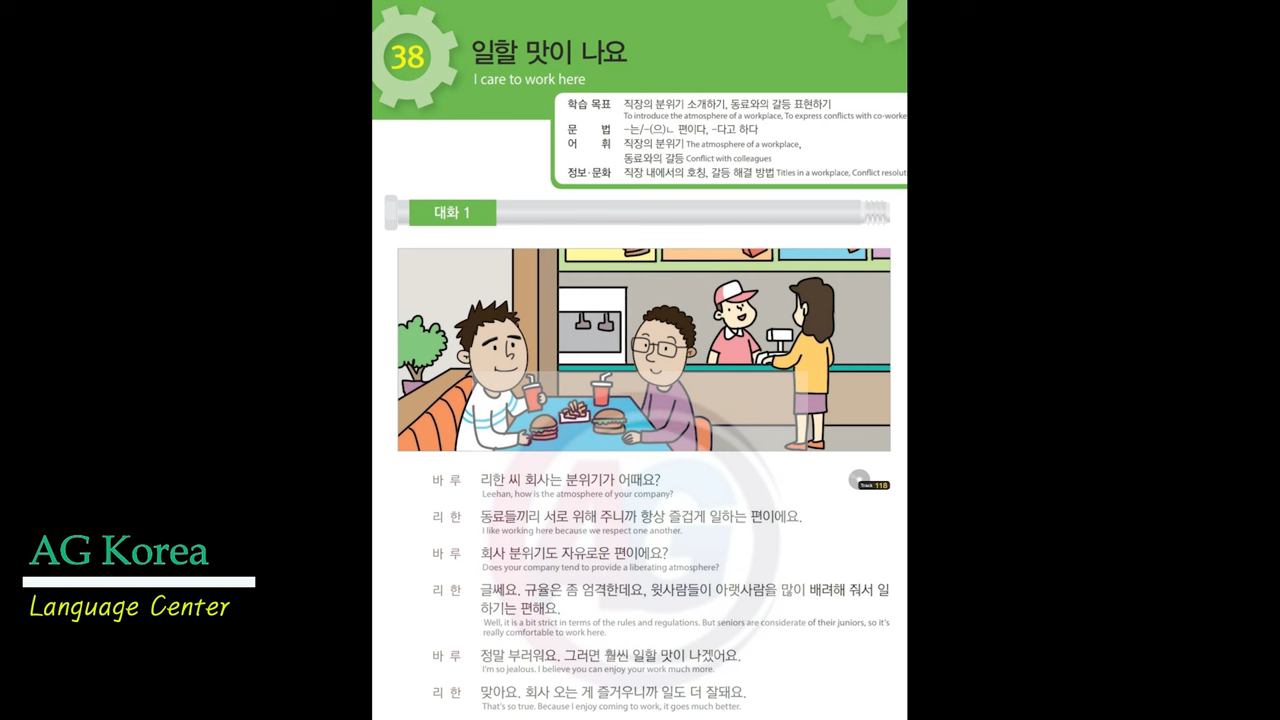 38
일할 맛이 나요
I care to work here
학습 목표 직장의 분위기 소개하기, 동료와의 갈등 표현하기
To introduce the atmosphere of a workplace, To express conflicts with co-worke
문 법 -는/-(으)ㄴ 편이다, -다고 하다
어 휘 직장의 분위기 The atmosphere of a workplace,
동료와의 갈등 Conflict with colleagues
정보·문화 직장 내에서의 호칭, 갈등 해결 방법 Titles in a workplace, Conflict resolut
대화 1
바 루 리한 씨 회사는 분위기가 어때요?
Leehan, how is the atmosphere of your company?
Track 118
리 한 동료들끼리 서로 위해 주니까 항상 즐겁게 일하는 편이에요.
I like working here because we respect one another.
바 루 회사 분위기도 자유로운 편이에요?
Does your company tend to provide a liberating atmosphere?
리 한 글쎄요. 규율은 좀 엄격한데요, 윗사람들이 아랫사람을 많이 배려해 줘서 일
하기는 편해요.
Well, it is a bit strict in terms of the rules and regulations. But seniors are considerate of their juniors, so it's
really comfortable to work here.
바 루 정말 부러워요. 그러면 훨씬 일할 맛이 나겠어요.
I'm so jealous. I believe you can enjoy your work much more.
리 한 맞아요. 회사 오는 게 즐거우니까 일도 더 잘돼요.
That's so true. Because I enjoy coming to work, it goes much better.
AG Korea
Language Center
AG